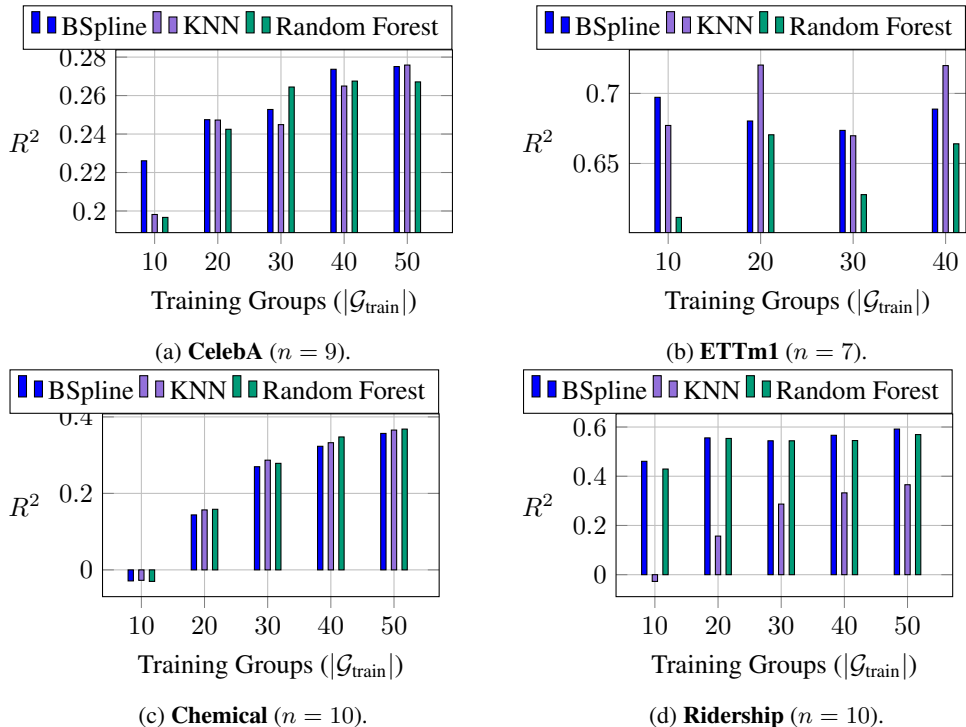 BSpline KNN Random Forest
0.28
0.26
0.24
0.22
0.2
R²
10 20 30 40 50
Training Groups (|𝒢train|)
(a) CelebA (n = 9).
BSpline KNN Random Forest
0.7
0.65
R²
10 20 30 40
Training Groups (|𝒢train|)
(b) ETTm1 (n = 7).
BSpline KNN Random Forest
0.4
0.2
0
R²
10 20 30 40 50
Training Groups (|𝒢train|)
(c) Chemical (n = 10).
BSpline KNN Random Forest
0.6
0.4
0.2
0
R²
10 20 30 40 50
Training Groups (|𝒢train|)
(d) Ridership (n = 10).